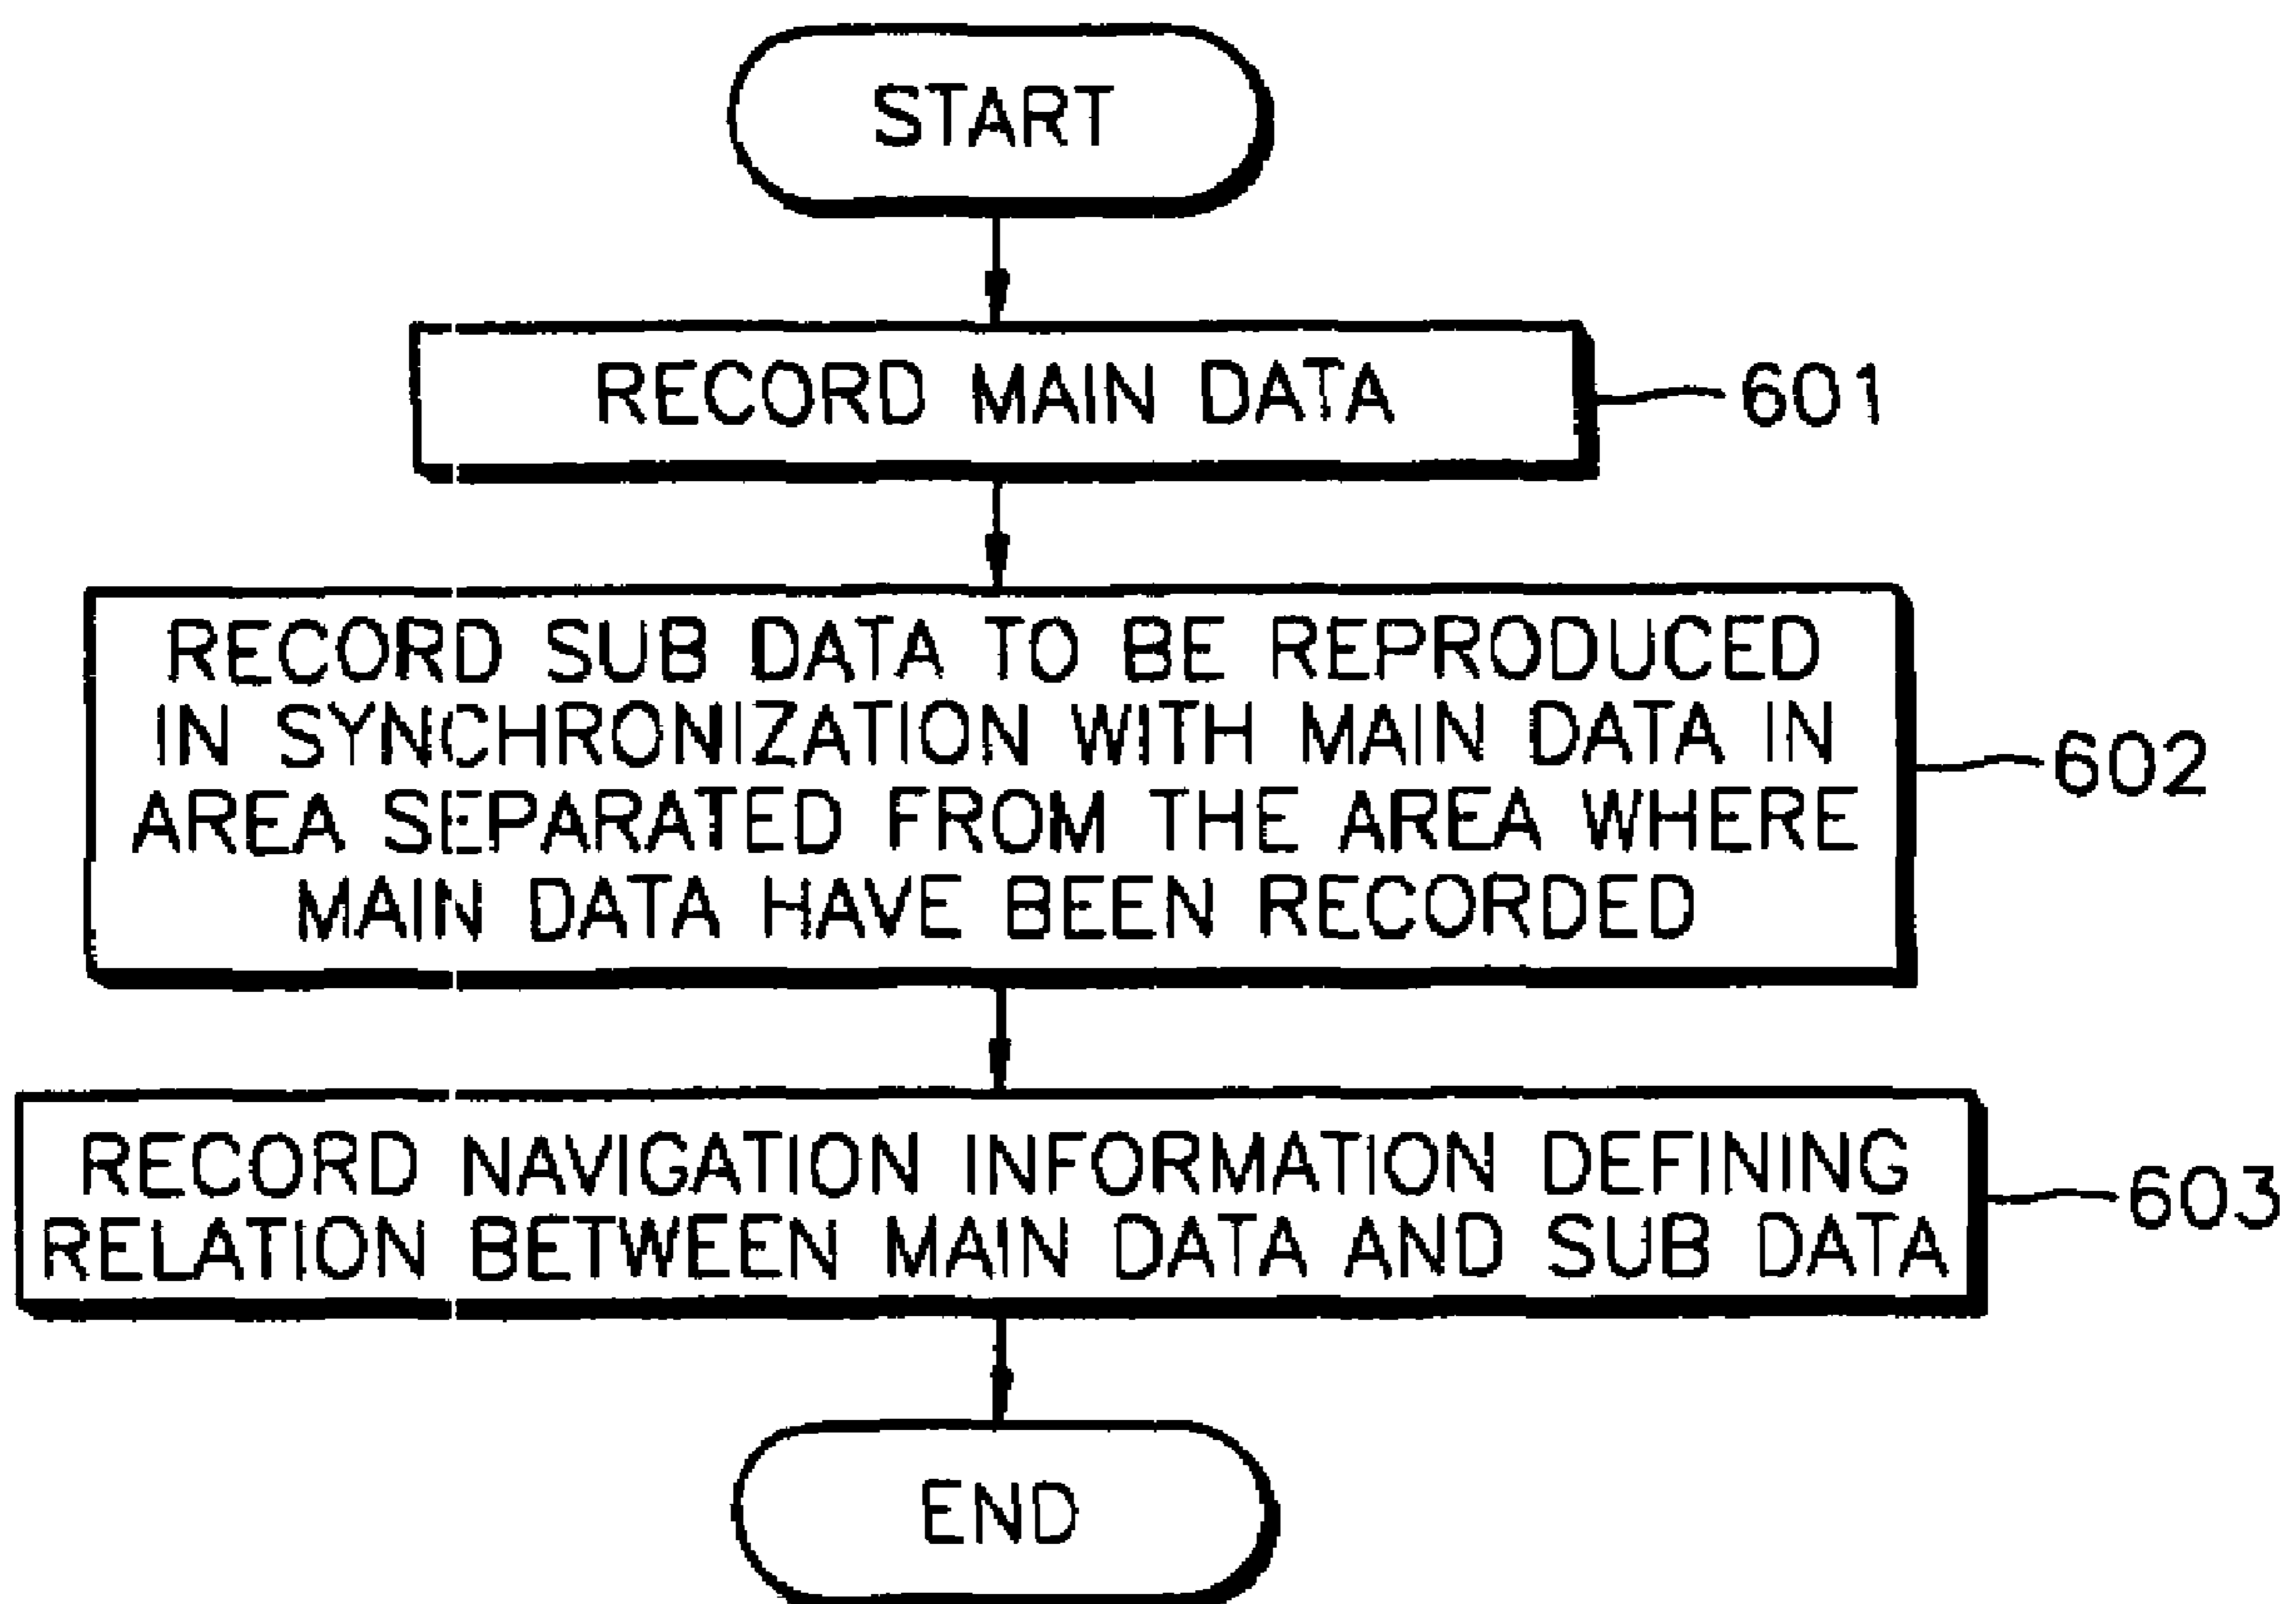 START
RECORD MAIN DATA
601
RECORD SUB DATA TO BE REPRODUCED
IN SYNCHRONIZATION WITH MAIN DATA IN
AREA SEPARATED FROM THE AREA WHERE
MAIN DATA HAVE BEEN RECORDED
602
RECORD NAVIGATION INFORMATION DEFINING
RELATION BETWEEN MAIN DATA AND SUB DATA
603
END